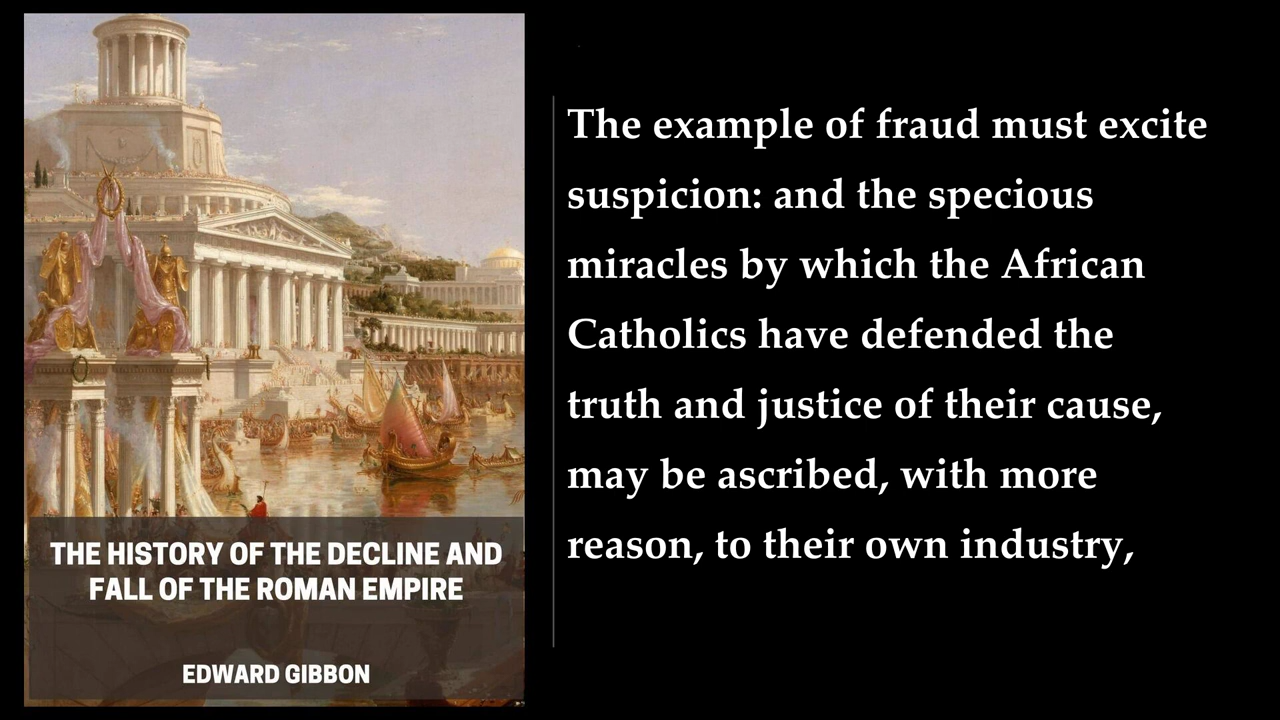 THE HISTORY OF THE DECLINE AND
FALL OF THE ROMAN EMPIRE
EDWARD GIBBON
The example of fraud must excite
suspicion: and the specious
miracles by which the African
Catholics have defended the
truth and justice of their cause,
may be ascribed, with more
reason, to their own industry,